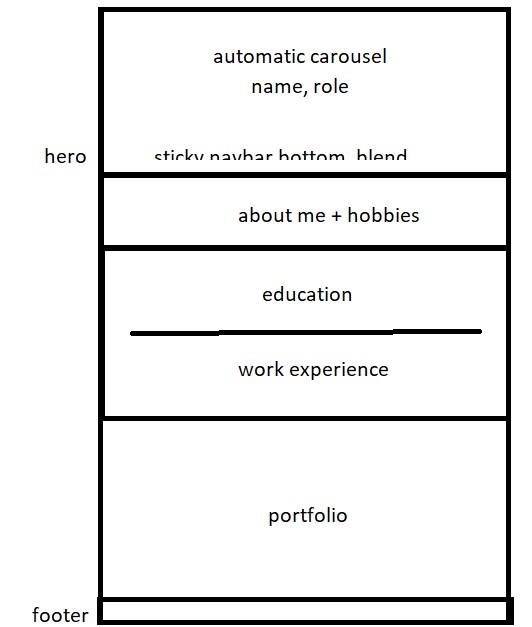 automatic carousel
name, role
hero
sticky navbar bottom, blend
about me + hobbies
education
work experience
portfolio
footer